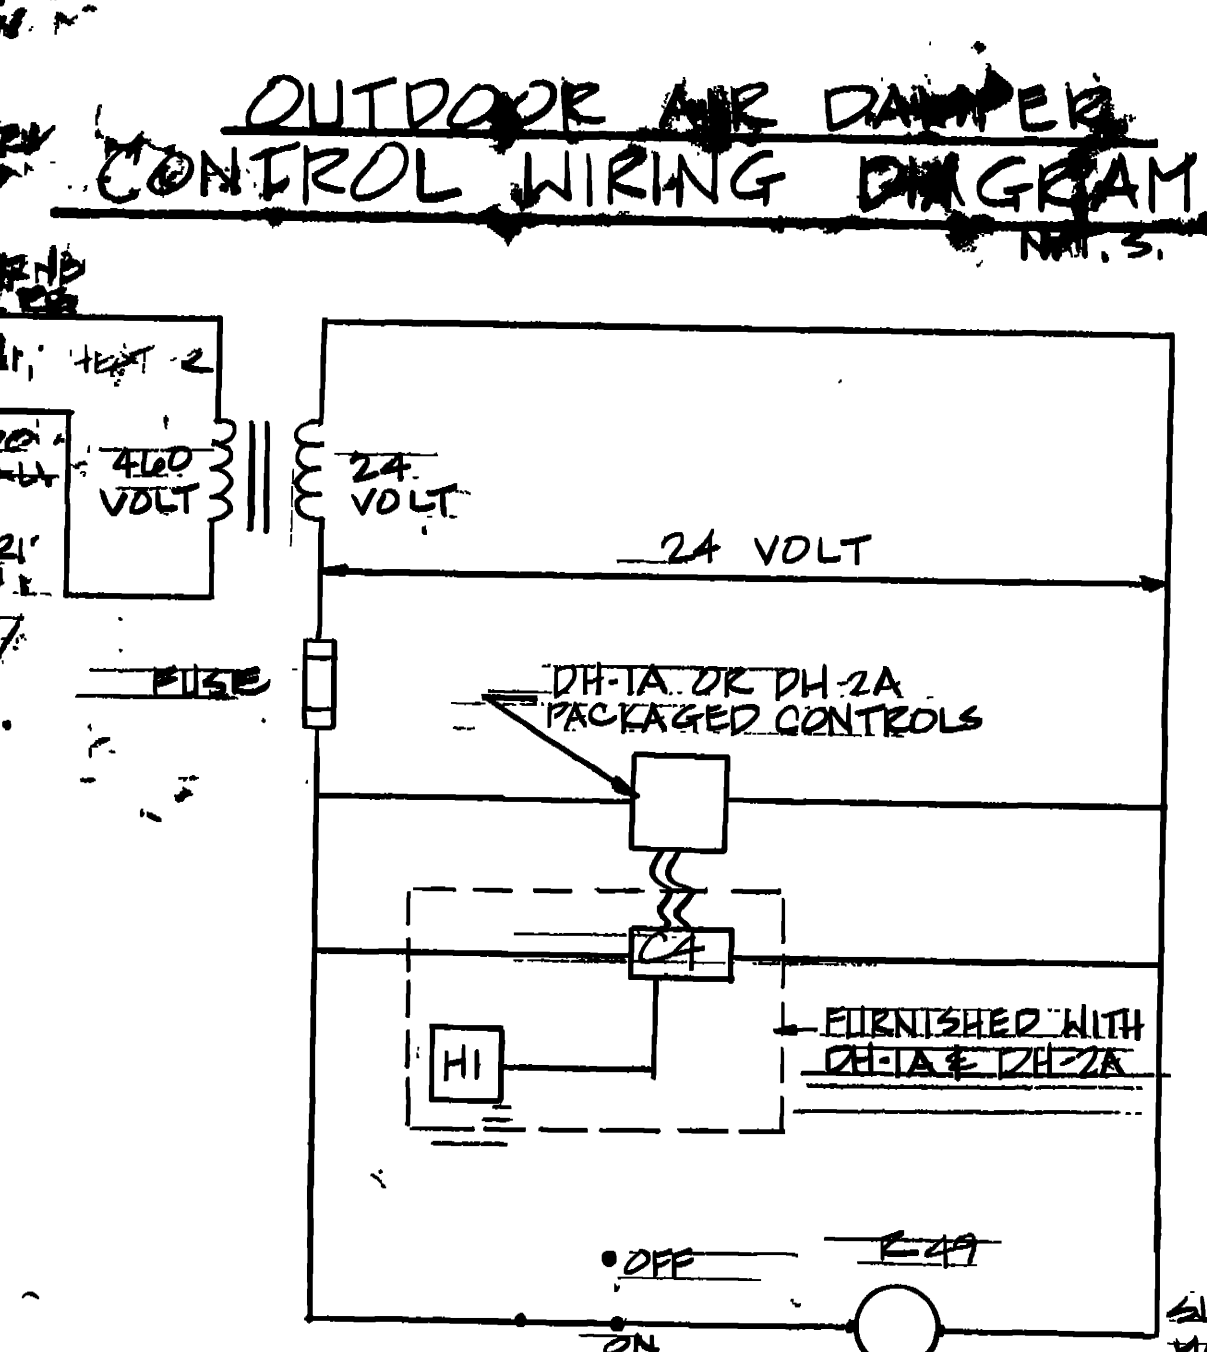 OUTDOOR AIR DAMPER
CONTROL WIRING DIAGRAM
460
VOLT
24
VOLT
24 VOLT
FUSE
DH-1A OR DH-2A
PACKAGED CONTROLS
C4
FURNISHED WITH
DH-1A & DH-2A
H1
OFF
R-49
ON